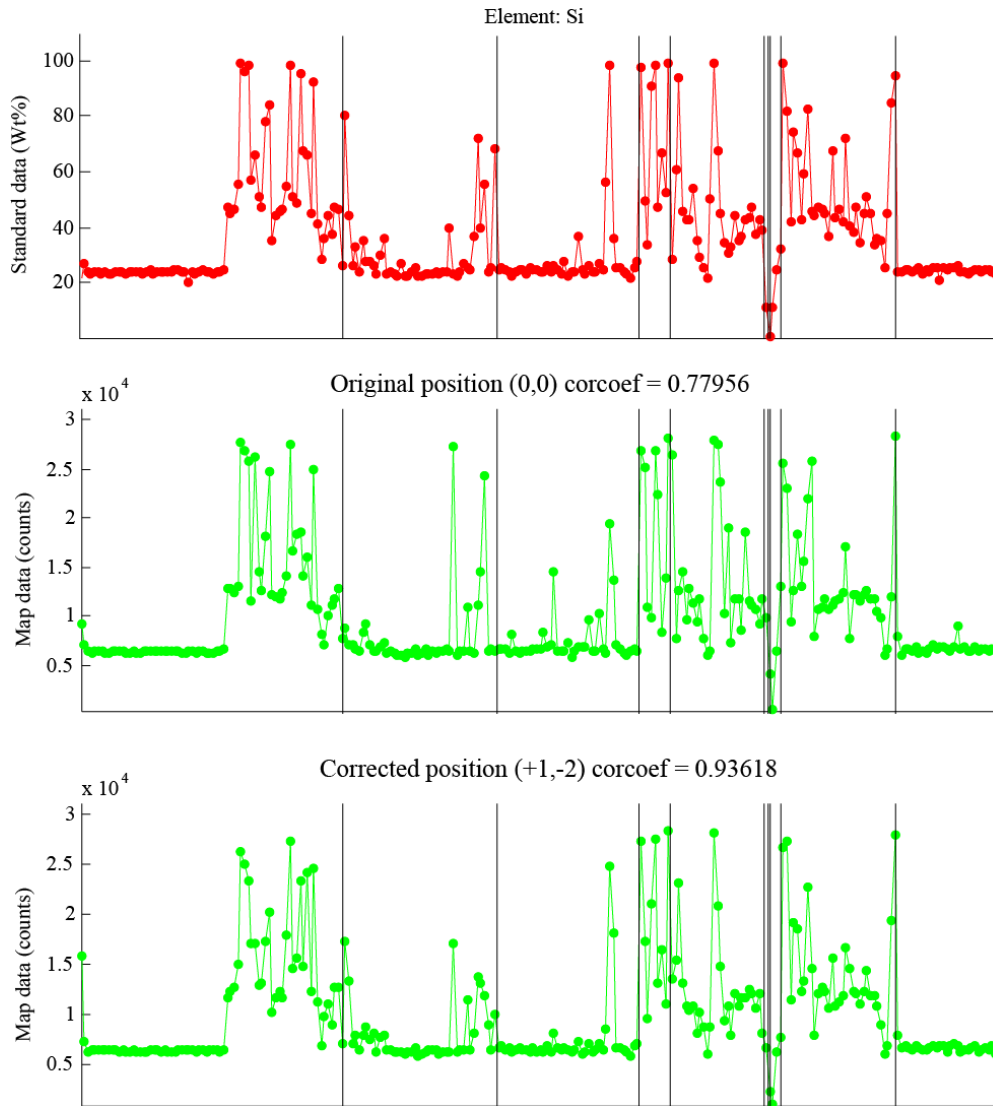 Element: Si
Standard data (Wt%)
100
80
60
40
20
Original position (0,0) corcoef = 0.77956
x 10^4
Map data (counts)
3
2.5
2
1.5
1
0.5
Corrected position (+1,-2) corcoef = 0.93618
x 10^4
Map data (counts)
3
2.5
2
1.5
1
0.5